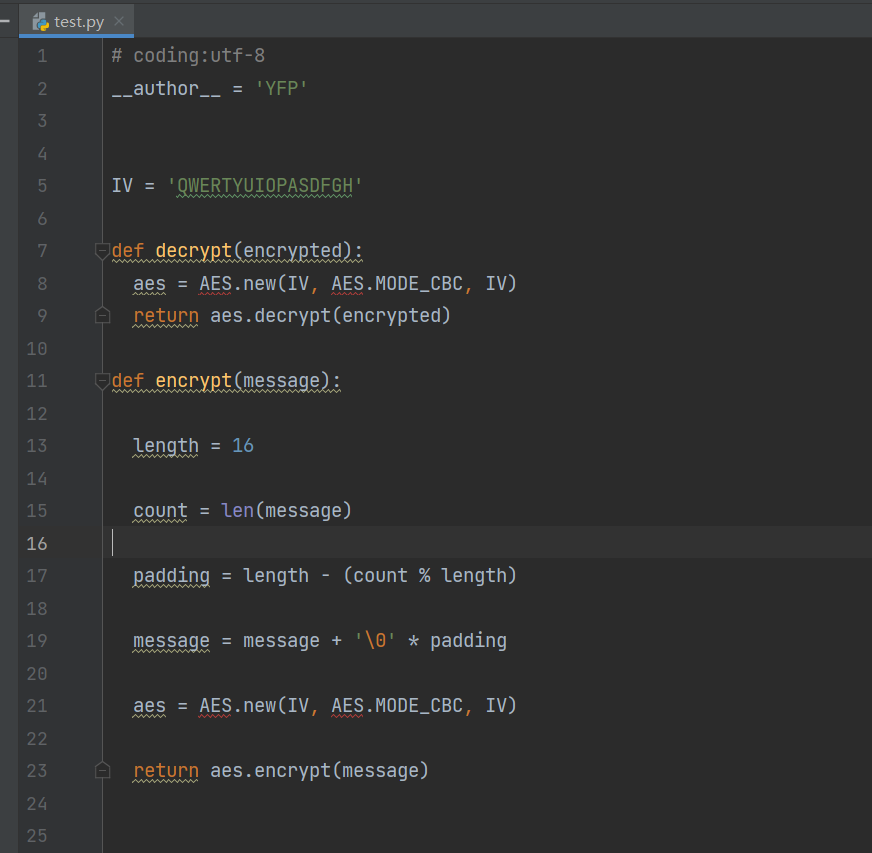 test.py
1 # coding:utf-8
2 __author__ = 'YFP'
3
4
5 IV = 'QWERTYUIOPASDFGH'
6
7 def decrypt(encrypted):
8   aes = AES.new(IV, AES.MODE_CBC, IV)
9   return aes.decrypt(encrypted)
10
11 def encrypt(message):
12
13   length = 16
14
15   count = len(message)
16
17   padding = length - (count % length)
18
19   message = message + '\0' * padding
20
21   aes = AES.new(IV, AES.MODE_CBC, IV)
22
23   return aes.encrypt(message)
24
25